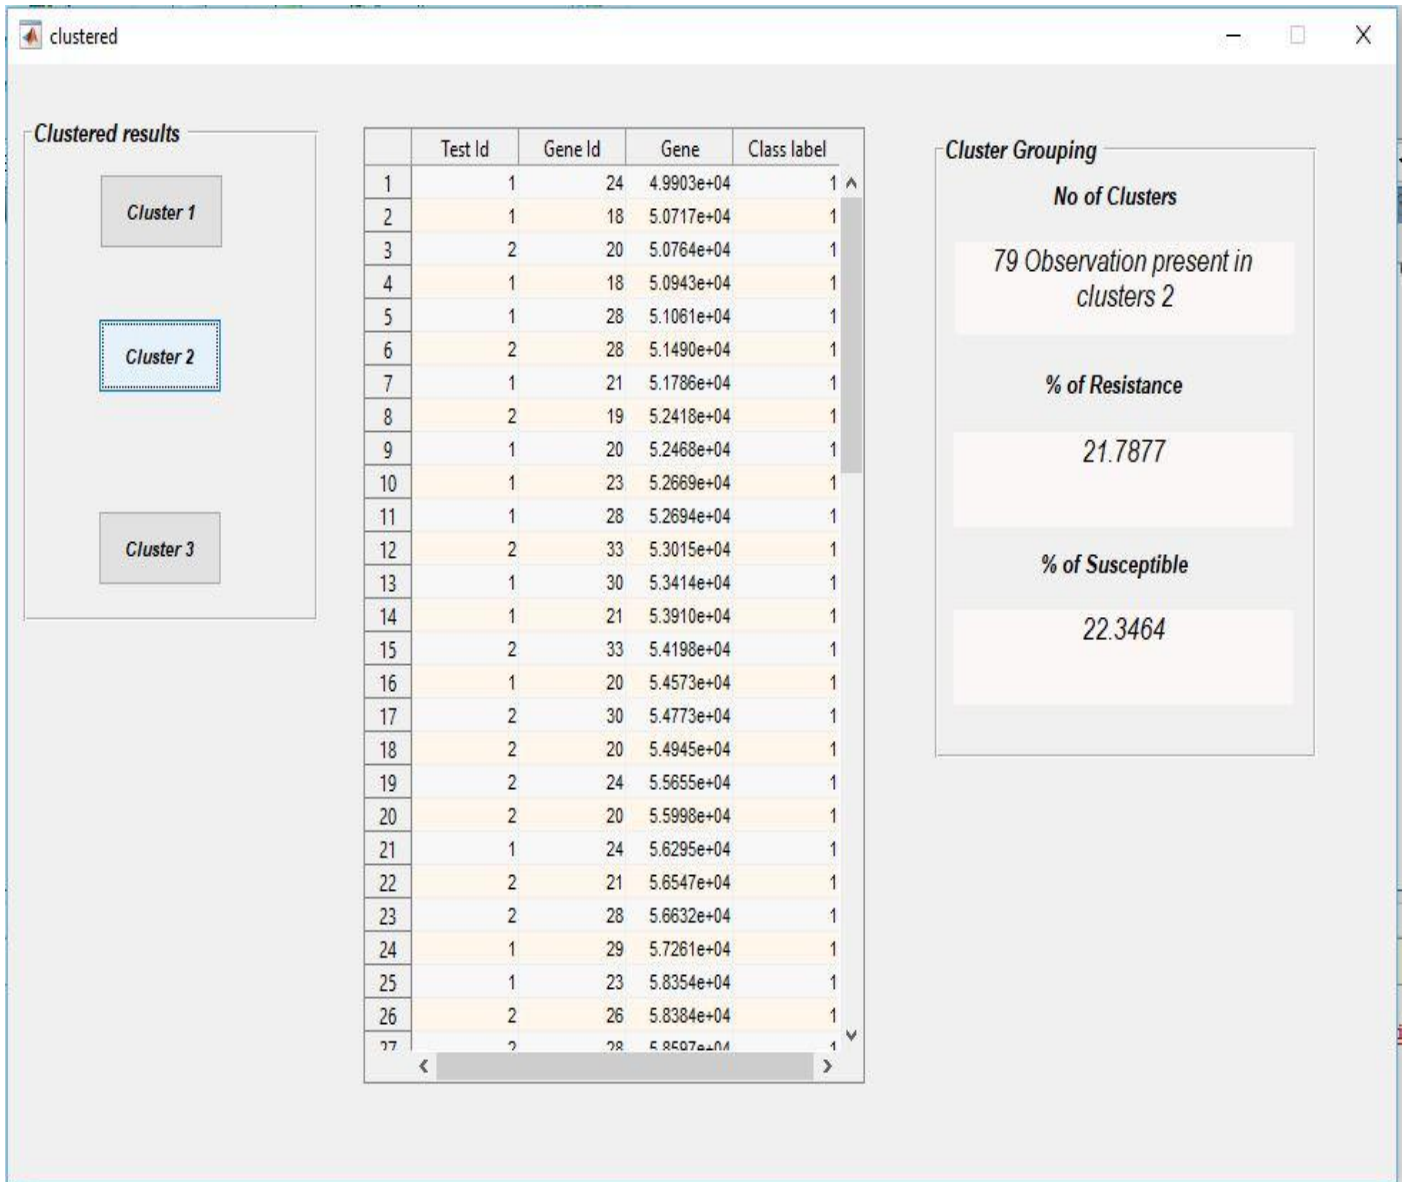 clustered
Clustered results
Cluster 1
Cluster 2
Cluster 3
Test Id Gene Id Gene Class label
1 1 24 4.9903e+04 1
2 1 18 5.0717e+04 1
3 2 20 5.0764e+04 1
4 1 18 5.0943e+04 1
5 1 28 5.1061e+04 1
6 2 28 5.1490e+04 1
7 1 21 5.1786e+04 1
8 2 19 5.2418e+04 1
9 1 20 5.2468e+04 1
10 1 23 5.2669e+04 1
11 1 28 5.2694e+04 1
12 2 33 5.3015e+04 1
13 1 30 5.3414e+04 1
14 1 21 5.3910e+04 1
15 2 33 5.4198e+04 1
16 1 20 5.4573e+04 1
17 2 30 5.4773e+04 1
18 2 20 5.4945e+04 1
19 2 24 5.5655e+04 1
20 2 20 5.5998e+04 1
21 1 24 5.6295e+04 1
22 2 21 5.6547e+04 1
23 2 28 5.6632e+04 1
24 1 29 5.7261e+04 1
25 1 23 5.8354e+04 1
26 2 26 5.8384e+04 1
27 2 28 5.8597e+04 1
Cluster Grouping
No of Clusters
79 Observation present in
clusters 2
% of Resistance
21.7877
% of Susceptible
22.3464